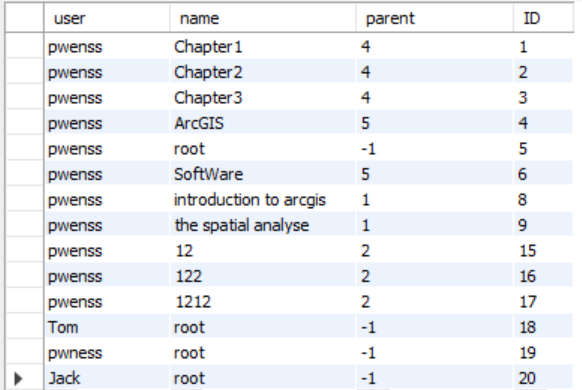 user name parent ID
pwenss Chapter1 4 1
pwenss Chapter2 4 2
pwenss Chapter3 4 3
pwenss ArcGIS 5 4
pwenss root -1 5
pwenss SoftWare 5 6
pwenss introduction to arcgis 1 8
pwenss the spatial analyse 1 9
pwenss 12 2 15
pwenss 122 2 16
pwenss 1212 2 17
Tom root -1 18
pwness root -1 19
Jack root -1 20